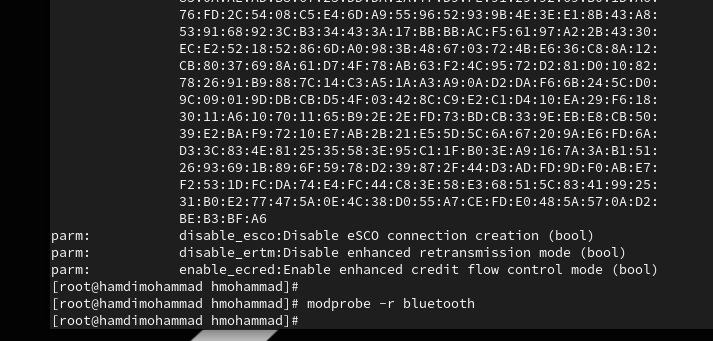 76:FD:2C:54:08:C5:E4:6D:A9:55:96:52:93:9B:4E:3E:E1:8B:43:A8:
53:91:68:92:3C:B3:34:43:3A:17:BB:BB:AC:F5:61:97:A2:2B:43:30:
EC:E2:52:18:52:86:6D:A0:98:3B:48:67:03:72:4B:E6:36:C8:8A:12:
CB:80:37:69:8A:61:D7:4F:78:AB:63:F2:4C:95:72:D2:81:D0:10:82:
78:26:91:B9:88:7C:14:C3:A5:1A:A3:A9:0A:D2:DA:F6:6B:24:5C:D0:
9C:09:01:9D:DB:CB:D5:4F:03:42:8C:C9:E2:C1:D4:10:EA:29:F6:18:
30:11:A6:10:70:11:65:B9:2E:2E:FD:73:BD:CB:33:9E:EB:E8:CB:50:
39:E2:BA:F9:72:10:E7:AB:2B:21:E5:5D:5C:6A:67:20:9A:E6:FD:6A:
D3:3C:83:4E:81:25:35:58:3E:95:C1:1F:B0:3E:A9:16:7A:3A:B1:51:
26:93:69:1B:89:6F:59:78:D2:39:87:2F:44:D3:AD:FD:9D:F0:AB:E7:
F2:53:1D:FC:DA:74:E4:FC:44:C8:3E:58:E3:68:51:5C:83:41:99:25:
31:B0:E2:77:47:5A:0E:4C:38:D0:55:A7:CE:FD:E0:48:5A:57:0A:D2:
BE:B3:BF:A6
parm: disable_esco:Disable eSCO connection creation (bool)
parm: disable_ertm:Disable enhanced retransmission mode (bool)
parm: enable_ecred:Enable enhanced credit flow control mode (bool)
[root@hamdimohammad hmohammad]#
[root@hamdimohammad hmohammad]# modprobe -r bluetooth
[root@hamdimohammad hmohammad]#